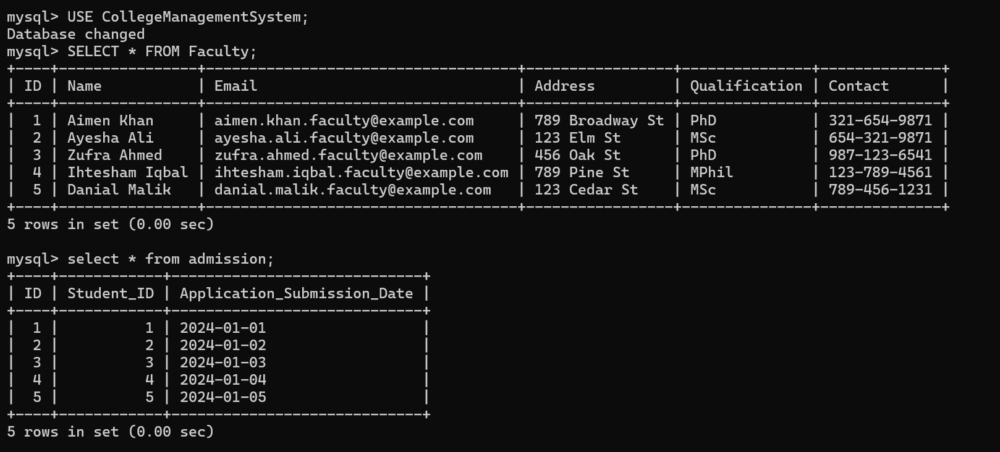 mysql> USE CollegeManagementSystem;
Database changed
mysql> SELECT * FROM Faculty;
+----+---------------+------------------------------------+-----------------+---------------+--------------+
| ID | Name          | Email                              | Address         | Qualification | Contact      |
+----+---------------+------------------------------------+-----------------+---------------+--------------+
|  1 | Aimen Khan    | aimen.khan.faculty@example.com     | 789 Broadway St | PhD           | 321-654-9871 |
|  2 | Ayesha Ali    | ayesha.ali.faculty@example.com     | 123 Elm St      | MSc           | 654-321-9871 |
|  3 | Zufra Ahmed   | zufra.ahmed.faculty@example.com    | 456 Oak St      | PhD           | 987-123-6541 |
|  4 | Ihtesham Iqbal | ihtesham.iqbal.faculty@example.com | 789 Pine St     | MPhil         | 123-789-4561 |
|  5 | Danial Malik  | danial.malik.faculty@example.com   | 123 Cedar St    | MSc           | 789-456-1231 |
+----+---------------+------------------------------------+-----------------+---------------+--------------+
5 rows in set (0.00 sec)

mysql> select * from admission;
+----+------------+-----------------------------+
| ID | Student_ID | Application_Submission_Date |
+----+------------+-----------------------------+
|  1 |          1 | 2024-01-01                  |
|  2 |          2 | 2024-01-02                  |
|  3 |          3 | 2024-01-03                  |
|  4 |          4 | 2024-01-04                  |
|  5 |          5 | 2024-01-05                  |
+----+------------+-----------------------------+
5 rows in set (0.00 sec)